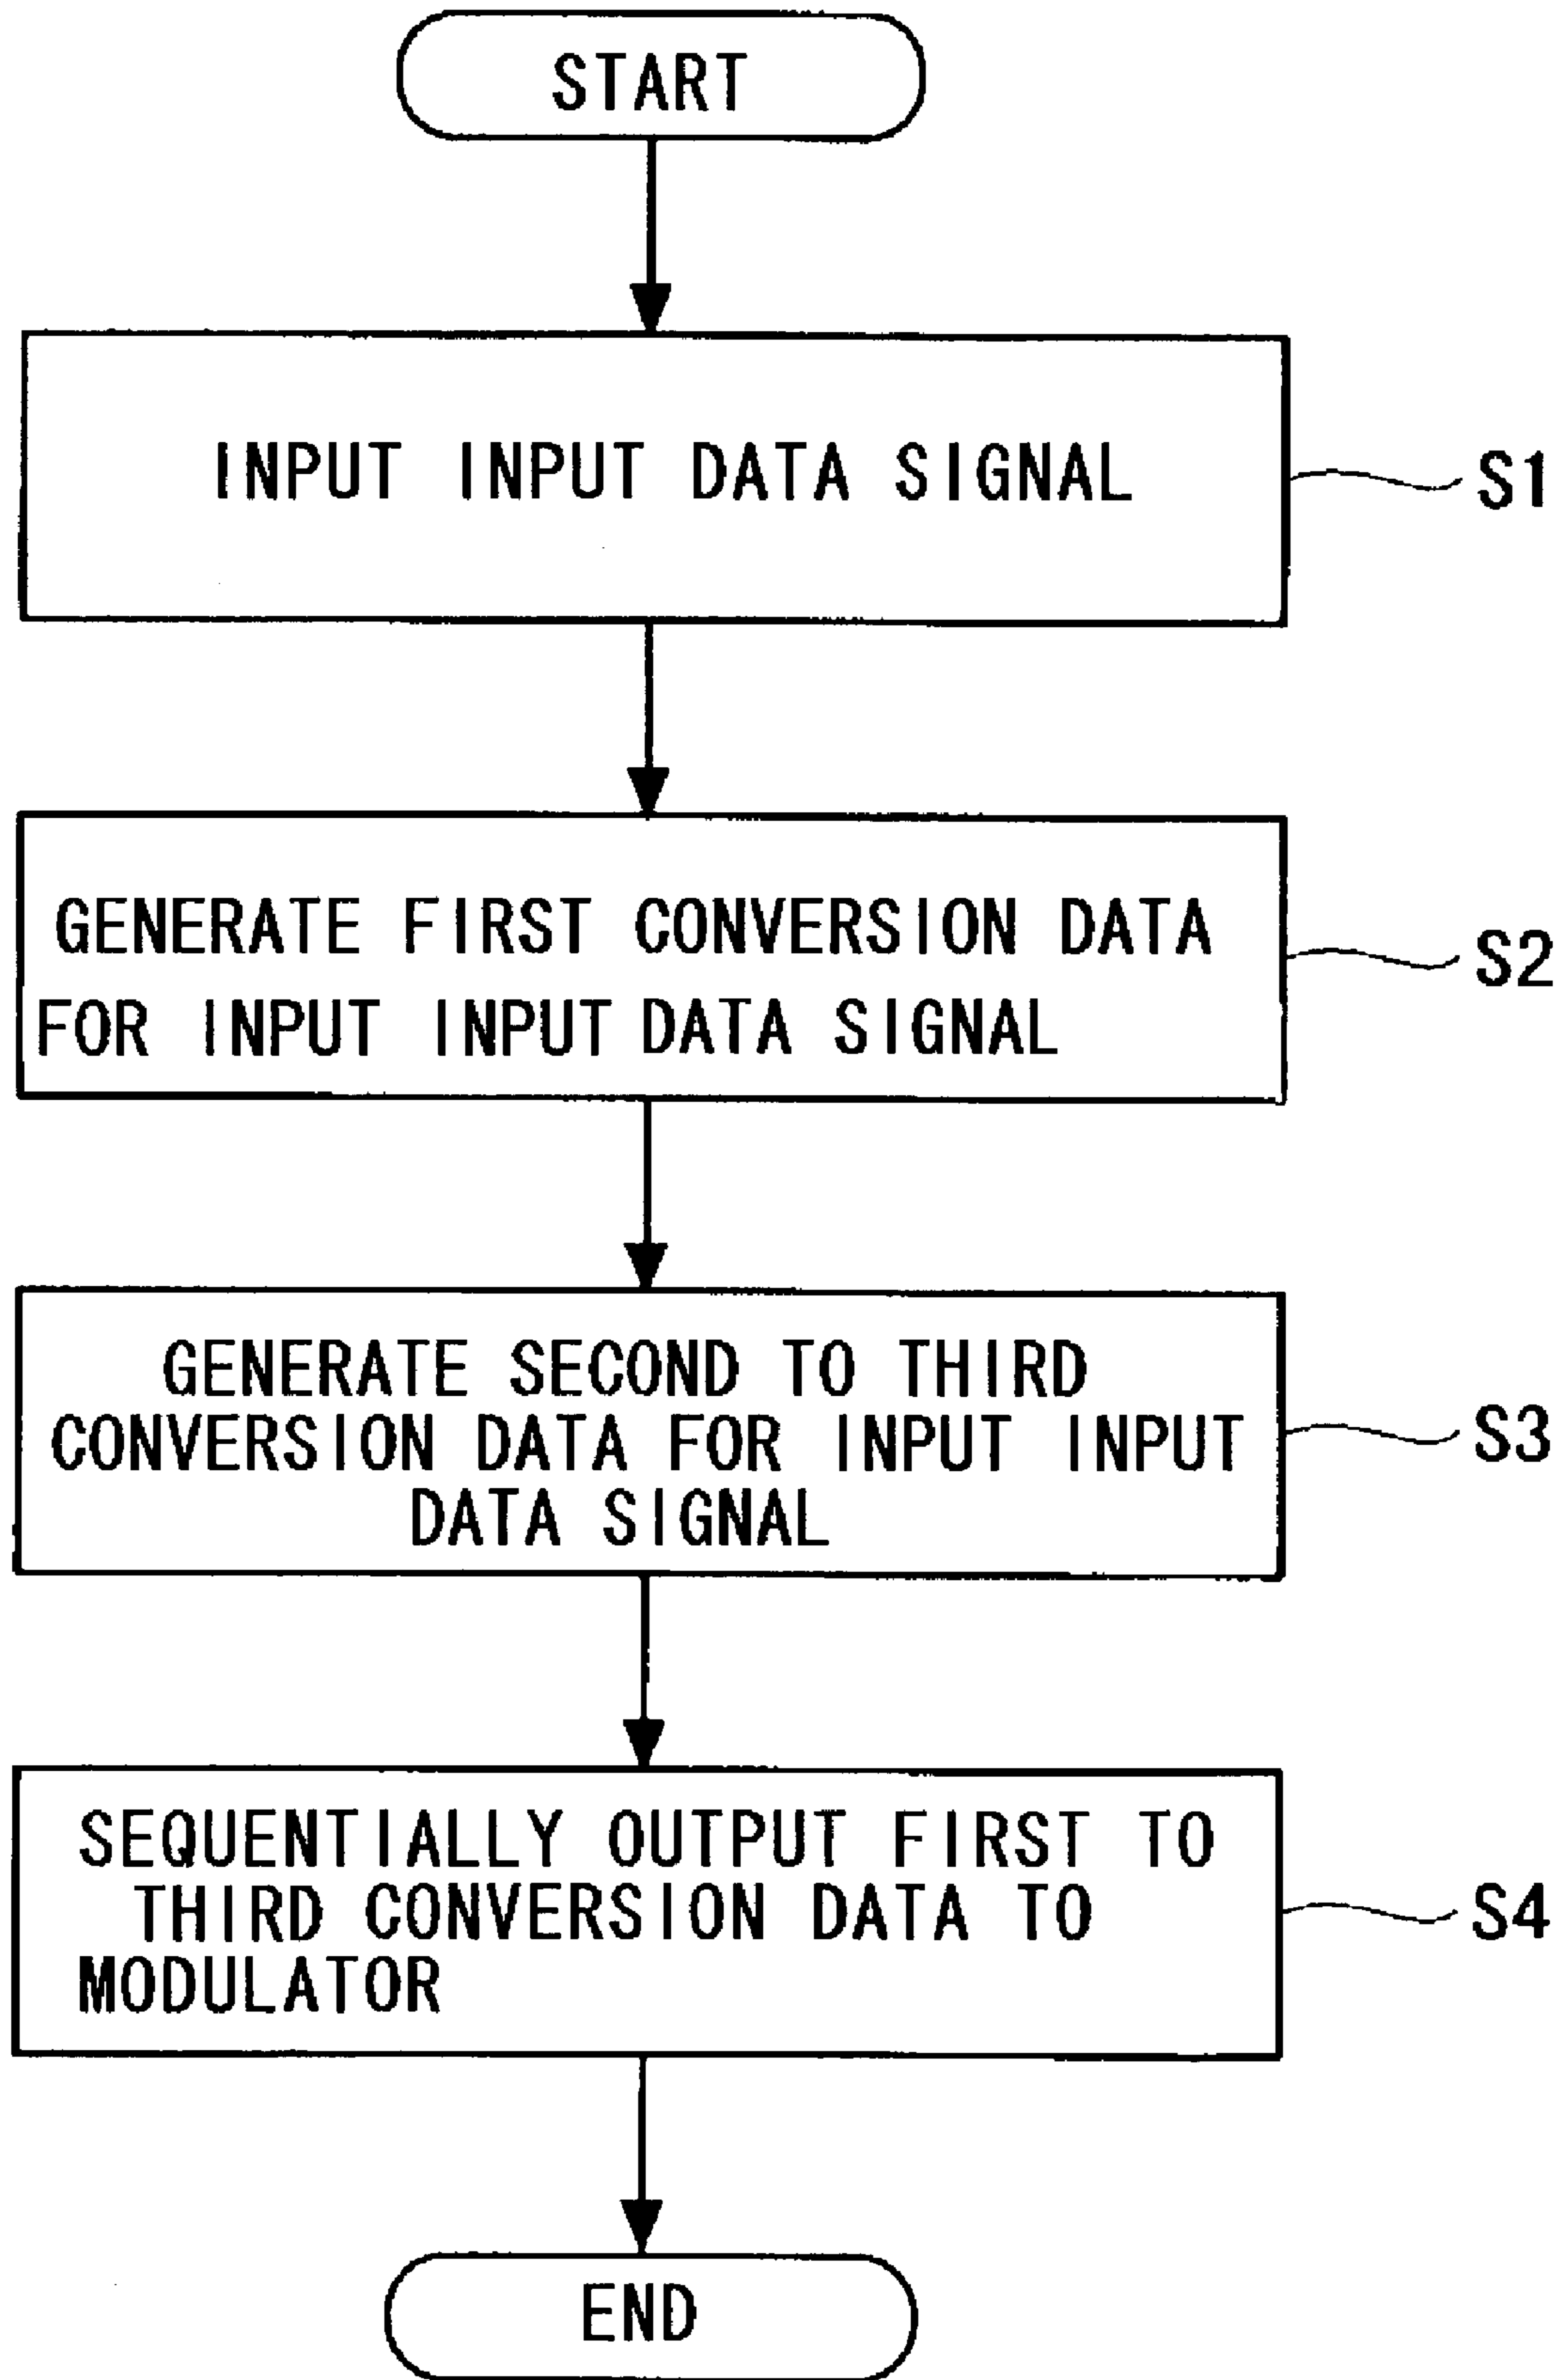 START
INPUT INPUT DATA SIGNAL
S1
GENERATE FIRST CONVERSION DATA
FOR INPUT INPUT DATA SIGNAL
S2
GENERATE SECOND TO THIRD
CONVERSION DATA FOR INPUT INPUT
DATA SIGNAL
S3
SEQUENTIALLY OUTPUT FIRST TO
THIRD CONVERSION DATA TO
MODULATOR
S4
END